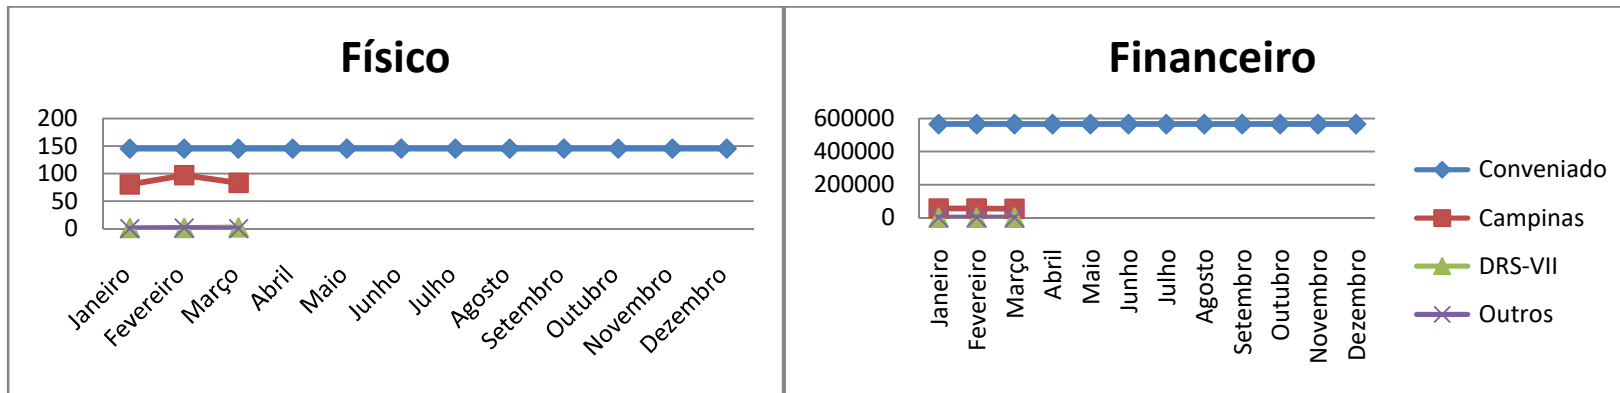 Físico
200
150
100
50
0
Janeiro
Fevereiro
Março
Abril
Maio
Junho
Julho
Agosto
Setembro
Outubro
Novembro
Dezembro
Financeiro
600000
400000
200000
0
Janeiro
Fevereiro
Março
Abril
Maio
Junho
Julho
Agosto
Setembro
Outubro
Novembro
Dezembro
Conveniado
Campinas
DRS-VII
Outros